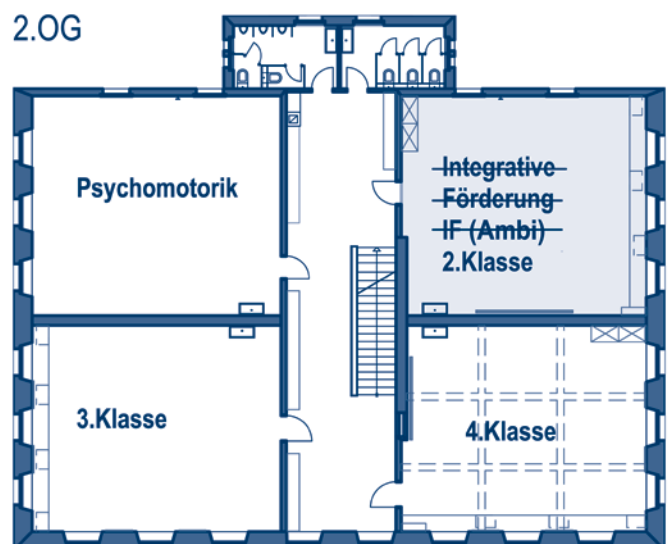 2.OG
Psychomotorik
Integrative
Förderung
IF (Ambi)
2.Klasse
3.Klasse
4.Klasse